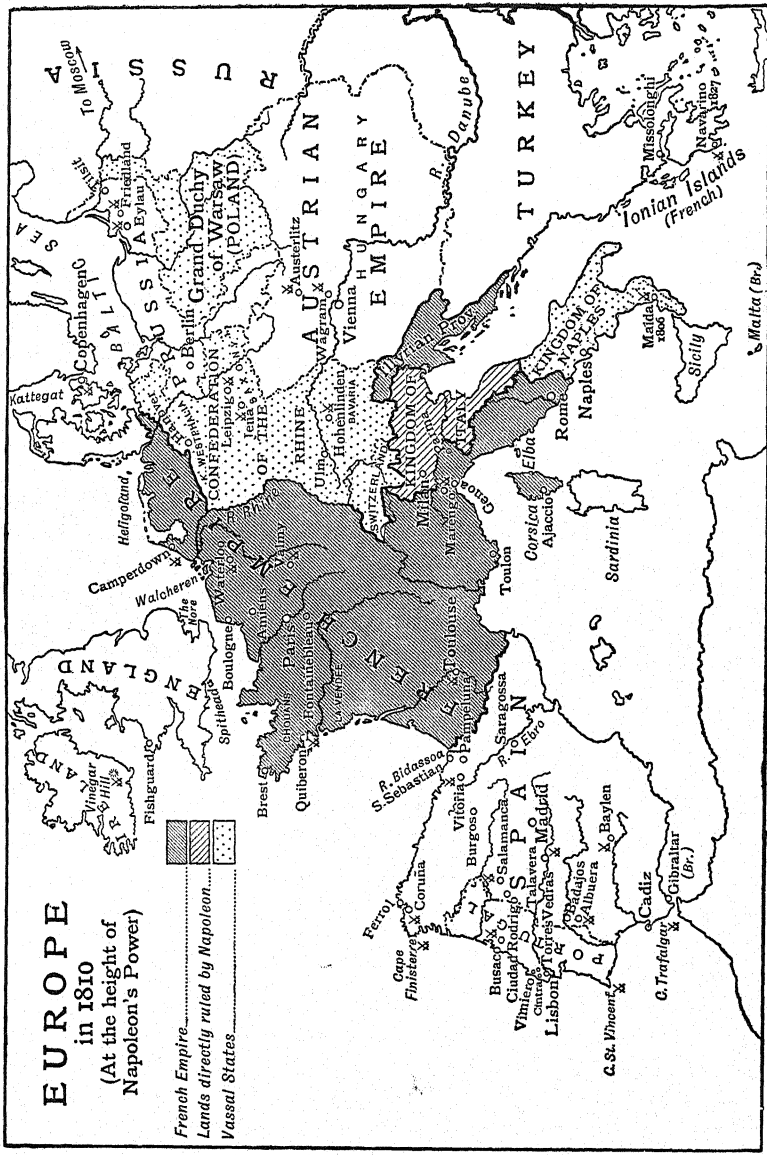 EUROPE
in 1810
(At the height of
Napoleon's Power)
French Empire
Lands directly ruled by Napoleon
Vassal States
IRELAND
Vinegar
Hill
Fishguard
ENGLAND
Spithead
The
Nore
Walcheren
Camperdown
Heligoland
Kattegat
Copenhagen
BALTIC
SEA
Tilsit
To Moscow
RUSSIA
Friedland
Eylau
PRUSSIA
Berlin
Grand Duchy
of Warsaw
(POLAND)
Hanover
WESTPHALIA
CONFEDERATION
OF THE
RHINE
Leipzig
Jena
SAXONY
Ulm
Hohenlinden
BAVARIA
Austerlitz
Wagram
Vienna
AUSTRIAN
EMPIRE
HUNGARY
R. Danube
TURKEY
Boulogne
Waterloo
R. Rhine
Amiens
Paris
Fontainebleau
FRENCH
EMPIRE
Brest
CHOUANS
Quiberon
LA VENDÉE
Toulouse
Toulon
SWITZERLAND
KINGDOM OF
ITALY
Milan
Parma
Marengo
Genoa
Illyrian Prov.
Elba
Rome
KINGDOM OF
NAPLES
Naples
Maida
1806
Sicily
Malta (Br.)
Corsica
Ajaccio
Sardinia
Ionian Islands
(French)
Missolonghi
Navarino
1827
R. Bidassoa
S. Sebastian
Pampeluna
Vitoria
Burgos
Saragossa
R. Ebro
SPAIN
Ferrol
Coruña
Cape
Finisterre
Salamanca
Madrid
Talavera
Busaco
Ciudad Rodrigo
Vimiero
Cintra
Torres Vedras
Lisbon
PORTUGAL
Badajos
Albuera
Baylen
Cadiz
Gibraltar
(Br.)
C. Trafalgar
C. St. Vincent